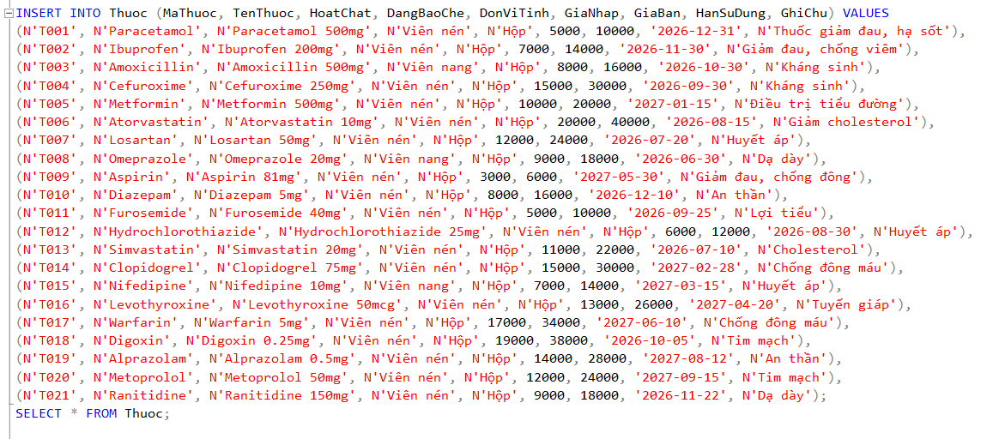 INSERT INTO Thuoc (MaThuoc, TenThuoc, HoatChat, DangBaoChe, DonViTinh, GiaNhap, GiaBan, HanSuDung, GhiChu) VALUES
(N'T001', N'Paracetamol', N'Paracetamol 500mg', N'Viên nén', N'Hộp', 5000, 10000, '2026-12-31', N'Thuốc giảm đau, hạ sốt'),
(N'T002', N'Ibuprofen', N'Ibuprofen 200mg', N'Viên nén', N'Hộp', 7000, 14000, '2026-11-30', N'Giảm đau, chống viêm'),
(N'T003', N'Amoxicillin', N'Amoxicillin 500mg', N'Viên nang', N'Hộp', 8000, 16000, '2026-10-30', N'Kháng sinh'),
(N'T004', N'Cefuroxime', N'Cefuroxime 250mg', N'Viên nén', N'Hộp', 15000, 30000, '2026-09-30', N'Kháng sinh'),
(N'T005', N'Metformin', N'Metformin 500mg', N'Viên nén', N'Hộp', 10000, 20000, '2027-01-15', N'Điều trị tiểu đường'),
(N'T006', N'Atorvastatin', N'Atorvastatin 10mg', N'Viên nén', N'Hộp', 20000, 40000, '2026-08-15', N'Giảm cholesterol'),
(N'T007', N'Losartan', N'Losartan 50mg', N'Viên nén', N'Hộp', 12000, 24000, '2026-07-20', N'Huyết áp'),
(N'T008', N'Omeprazole', N'Omeprazole 20mg', N'Viên nang', N'Hộp', 9000, 18000, '2026-06-30', N'Dạ dày'),
(N'T009', N'Aspirin', N'Aspirin 81mg', N'Viên nén', N'Hộp', 3000, 6000, '2027-05-30', N'Giảm đau, chống đông'),
(N'T010', N'Diazepam', N'Diazepam 5mg', N'Viên nén', N'Hộp', 8000, 16000, '2026-12-10', N'An thần'),
(N'T011', N'Furosemide', N'Furosemide 40mg', N'Viên nén', N'Hộp', 5000, 10000, '2026-09-25', N'Lợi tiểu'),
(N'T012', N'Hydrochlorothiazide', N'Hydrochlorothiazide 25mg', N'Viên nén', N'Hộp', 6000, 12000, '2026-08-30', N'Huyết áp'),
(N'T013', N'Simvastatin', N'Simvastatin 20mg', N'Viên nén', N'Hộp', 11000, 22000, '2026-07-10', N'Cholesterol'),
(N'T014', N'Clopidogrel', N'Clopidogrel 75mg', N'Viên nén', N'Hộp', 15000, 30000, '2027-02-28', N'Chống đông máu'),
(N'T015', N'Nifedipine', N'Nifedipine 10mg', N'Viên nang', N'Hộp', 7000, 14000, '2027-03-15', N'Huyết áp'),
(N'T016', N'Levothyroxine', N'Levothyroxine 50mcg', N'Viên nén', N'Hộp', 13000, 26000, '2027-04-20', N'Tuyến giáp'),
(N'T017', N'Warfarin', N'Warfarin 5mg', N'Viên nén', N'Hộp', 17000, 34000, '2027-06-10', N'Chống đông máu'),
(N'T018', N'Digoxin', N'Digoxin 0.25mg', N'Viên nén', N'Hộp', 19000, 38000, '2026-10-05', N'Tim mạch'),
(N'T019', N'Alprazolam', N'Alprazolam 0.5mg', N'Viên nén', N'Hộp', 14000, 28000, '2027-08-12', N'An thần'),
(N'T020', N'Metoprolol', N'Metoprolol 50mg', N'Viên nén', N'Hộp', 12000, 24000, '2027-09-15', N'Tim mạch'),
(N'T021', N'Ranitidine', N'Ranitidine 150mg', N'Viên nén', N'Hộp', 9000, 18000, '2026-11-22', N'Dạ dày');
SELECT * FROM Thuoc;